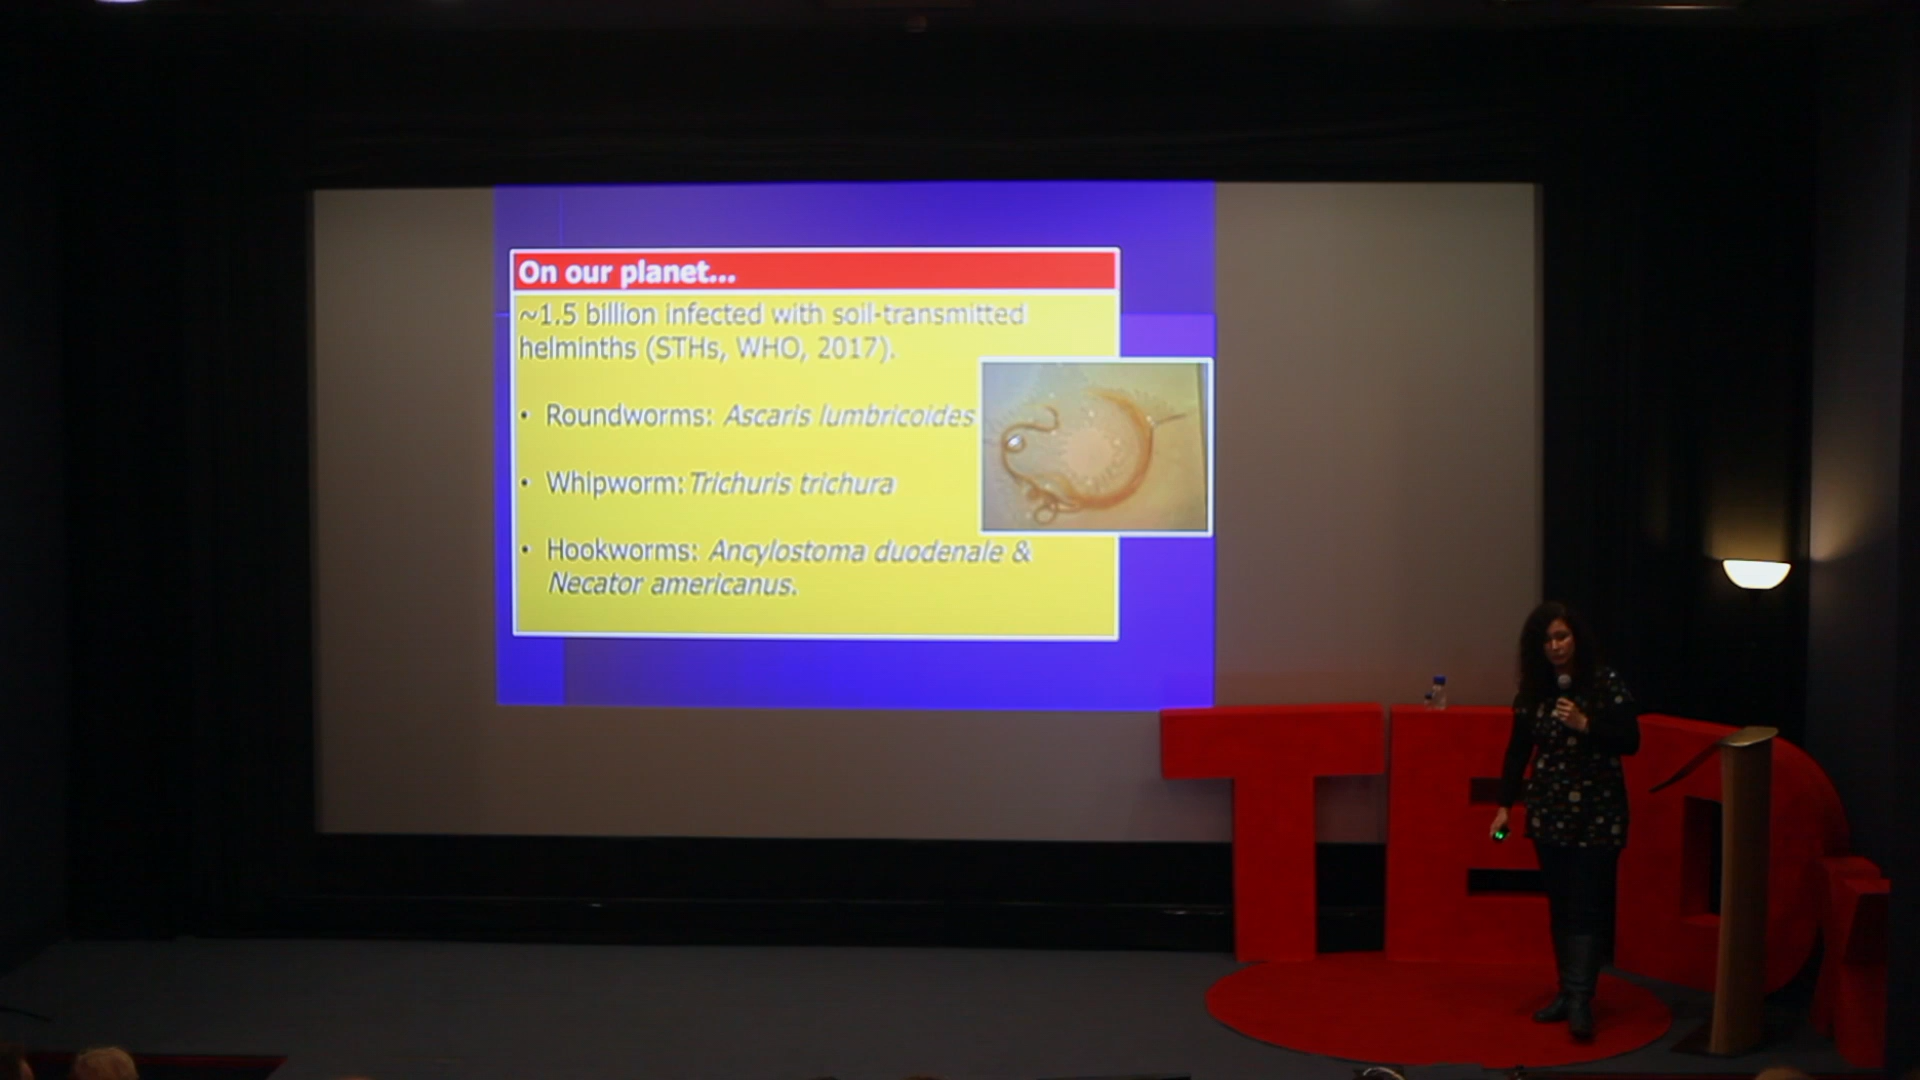 On our planet...
~1.5 billion infected with soil-transmitted
helminths (STHs, WHO, 2017).
• Roundworms: Ascaris lumbricoides
• Whipworm: Trichuris trichura
• Hookworms: Ancylostoma duodenale &
Necator americanus.
TED